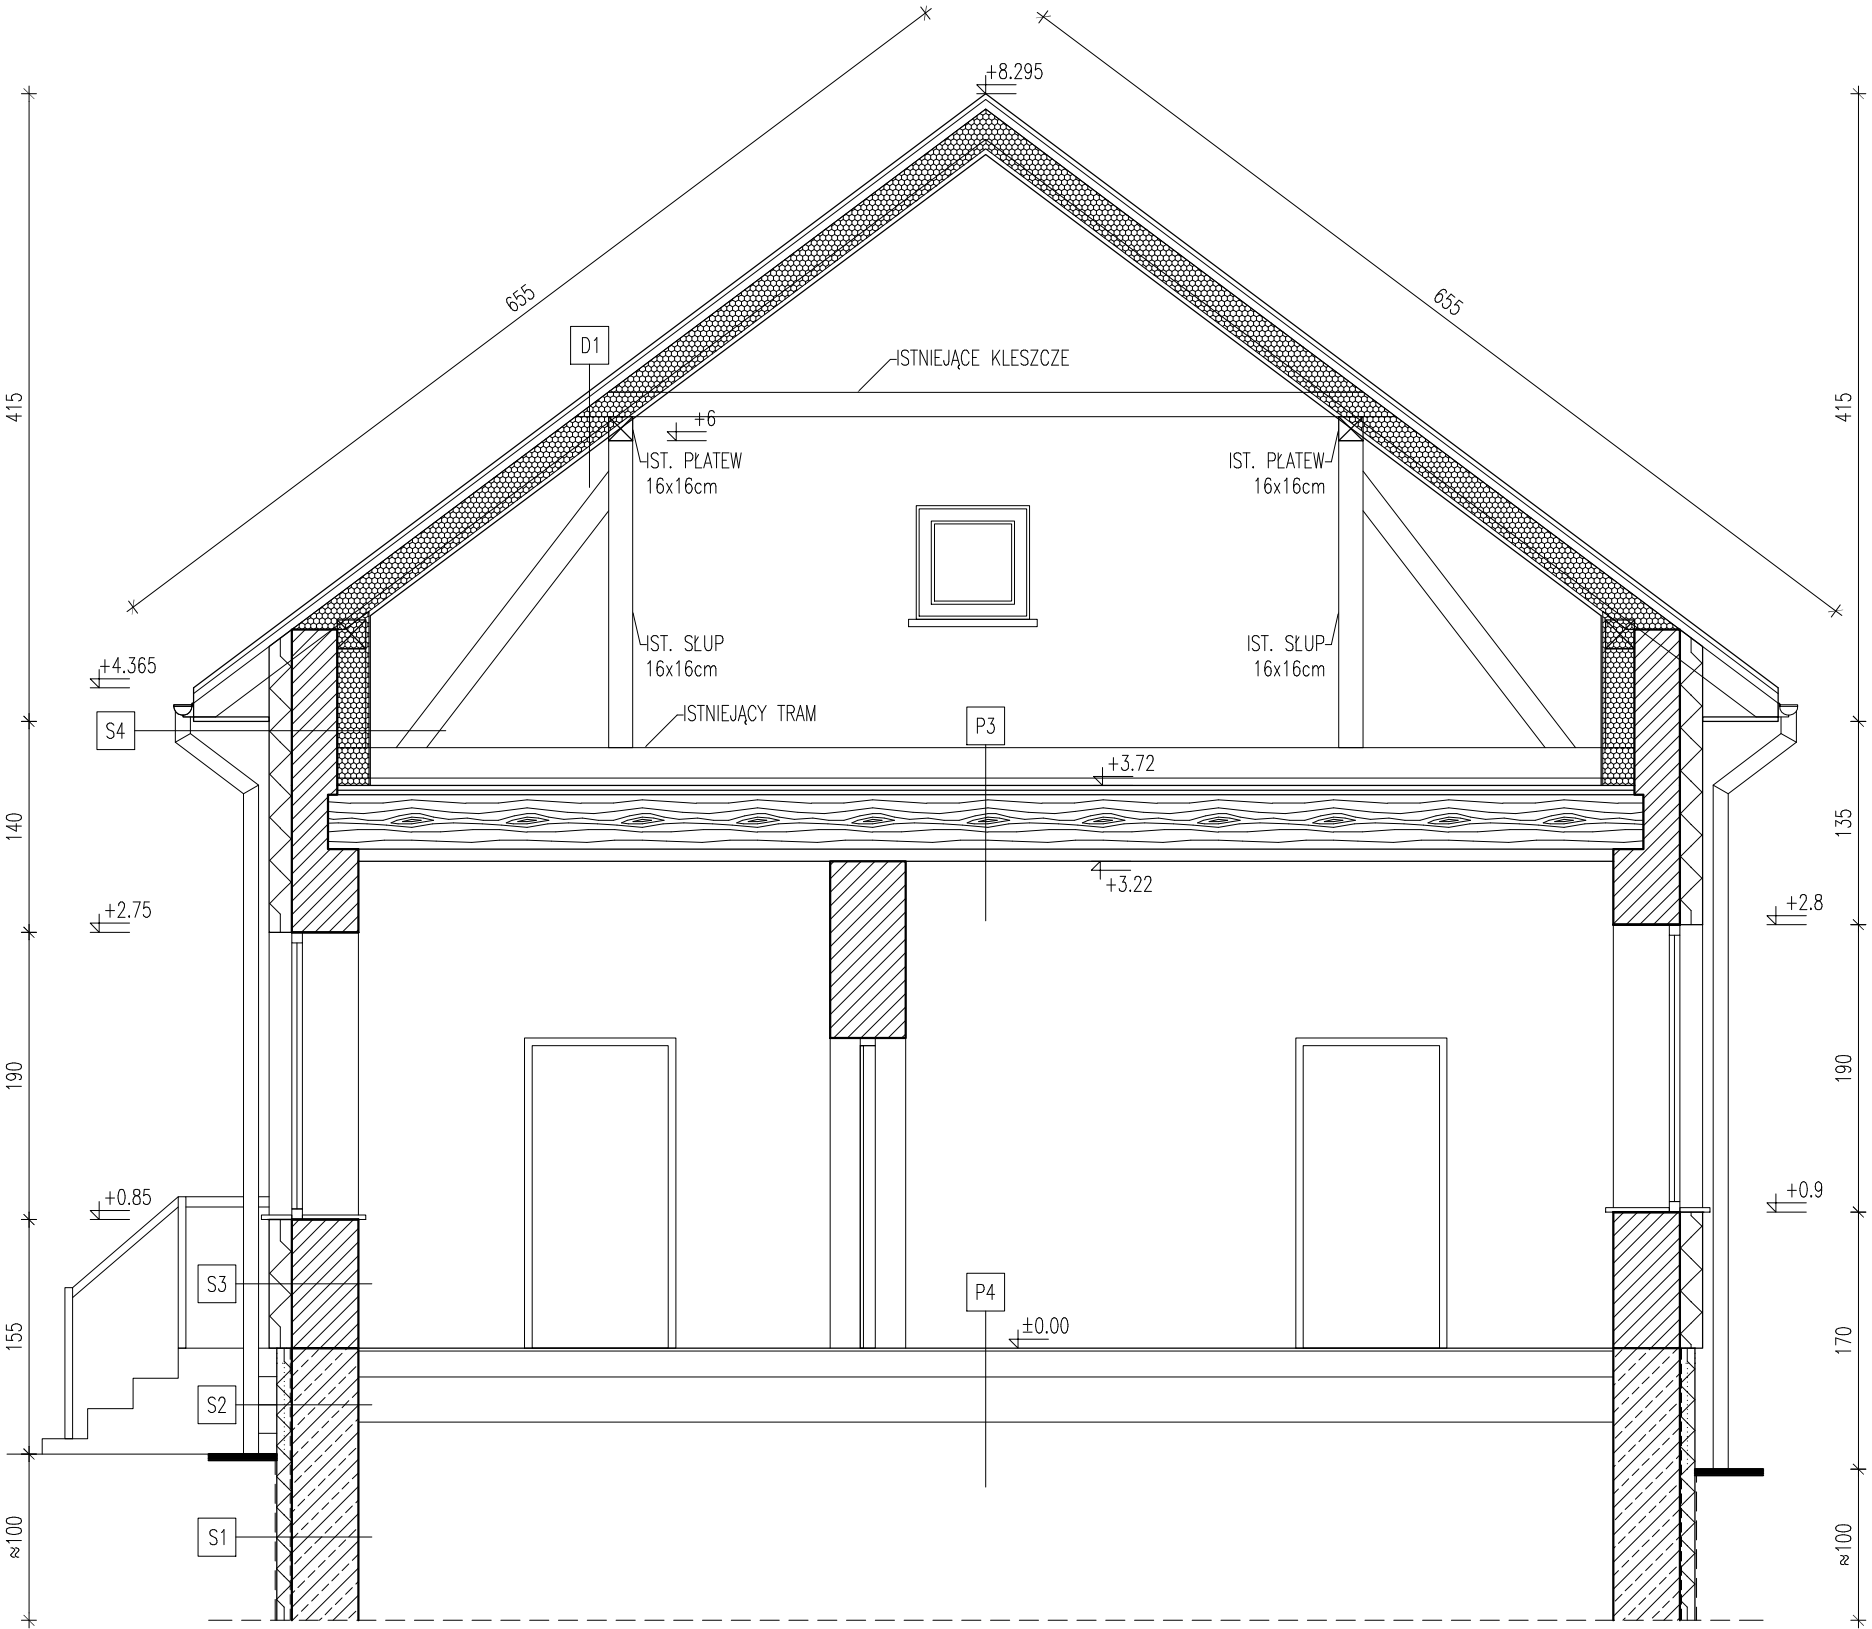 +8.295
655
655
D1
ISTNIEJĄCE KLESZCZE
415
415
+6
IST. PŁATEW
16x16cm
IST. PŁATEW
16x16cm
IST. SŁUP
16x16cm
IST. SŁUP
16x16cm
+4.365
S4
ISTNIEJĄCY TRAM
P3
+3.72
140
135
+3.22
+2.75
+2.8
190
190
+0.85
+0.9
S3
P4
±0.00
155
170
S2
S1
≈100
≈100